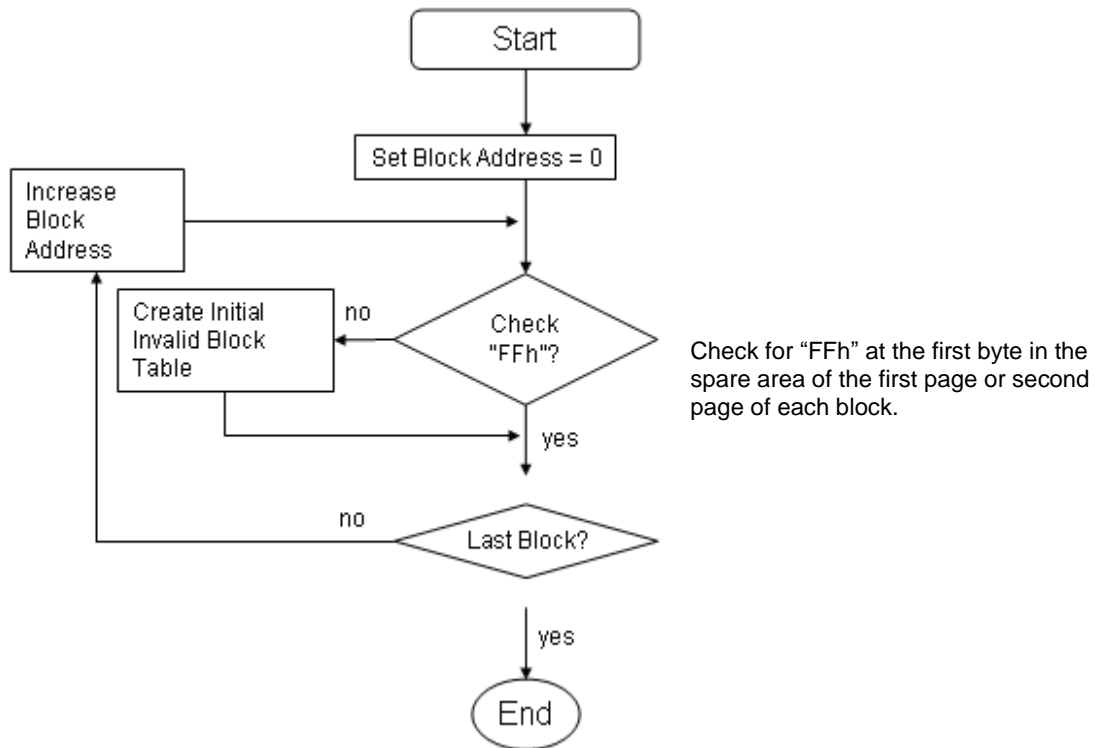 Start
Set Block Address = 0
Increase
Block
Address
Create Initial
Invalid Block
Table
no
Check
"FFh"?
Check for “FFh” at the first byte in the
spare area of the first page or second
page of each block.
yes
no
Last Block?
yes
End